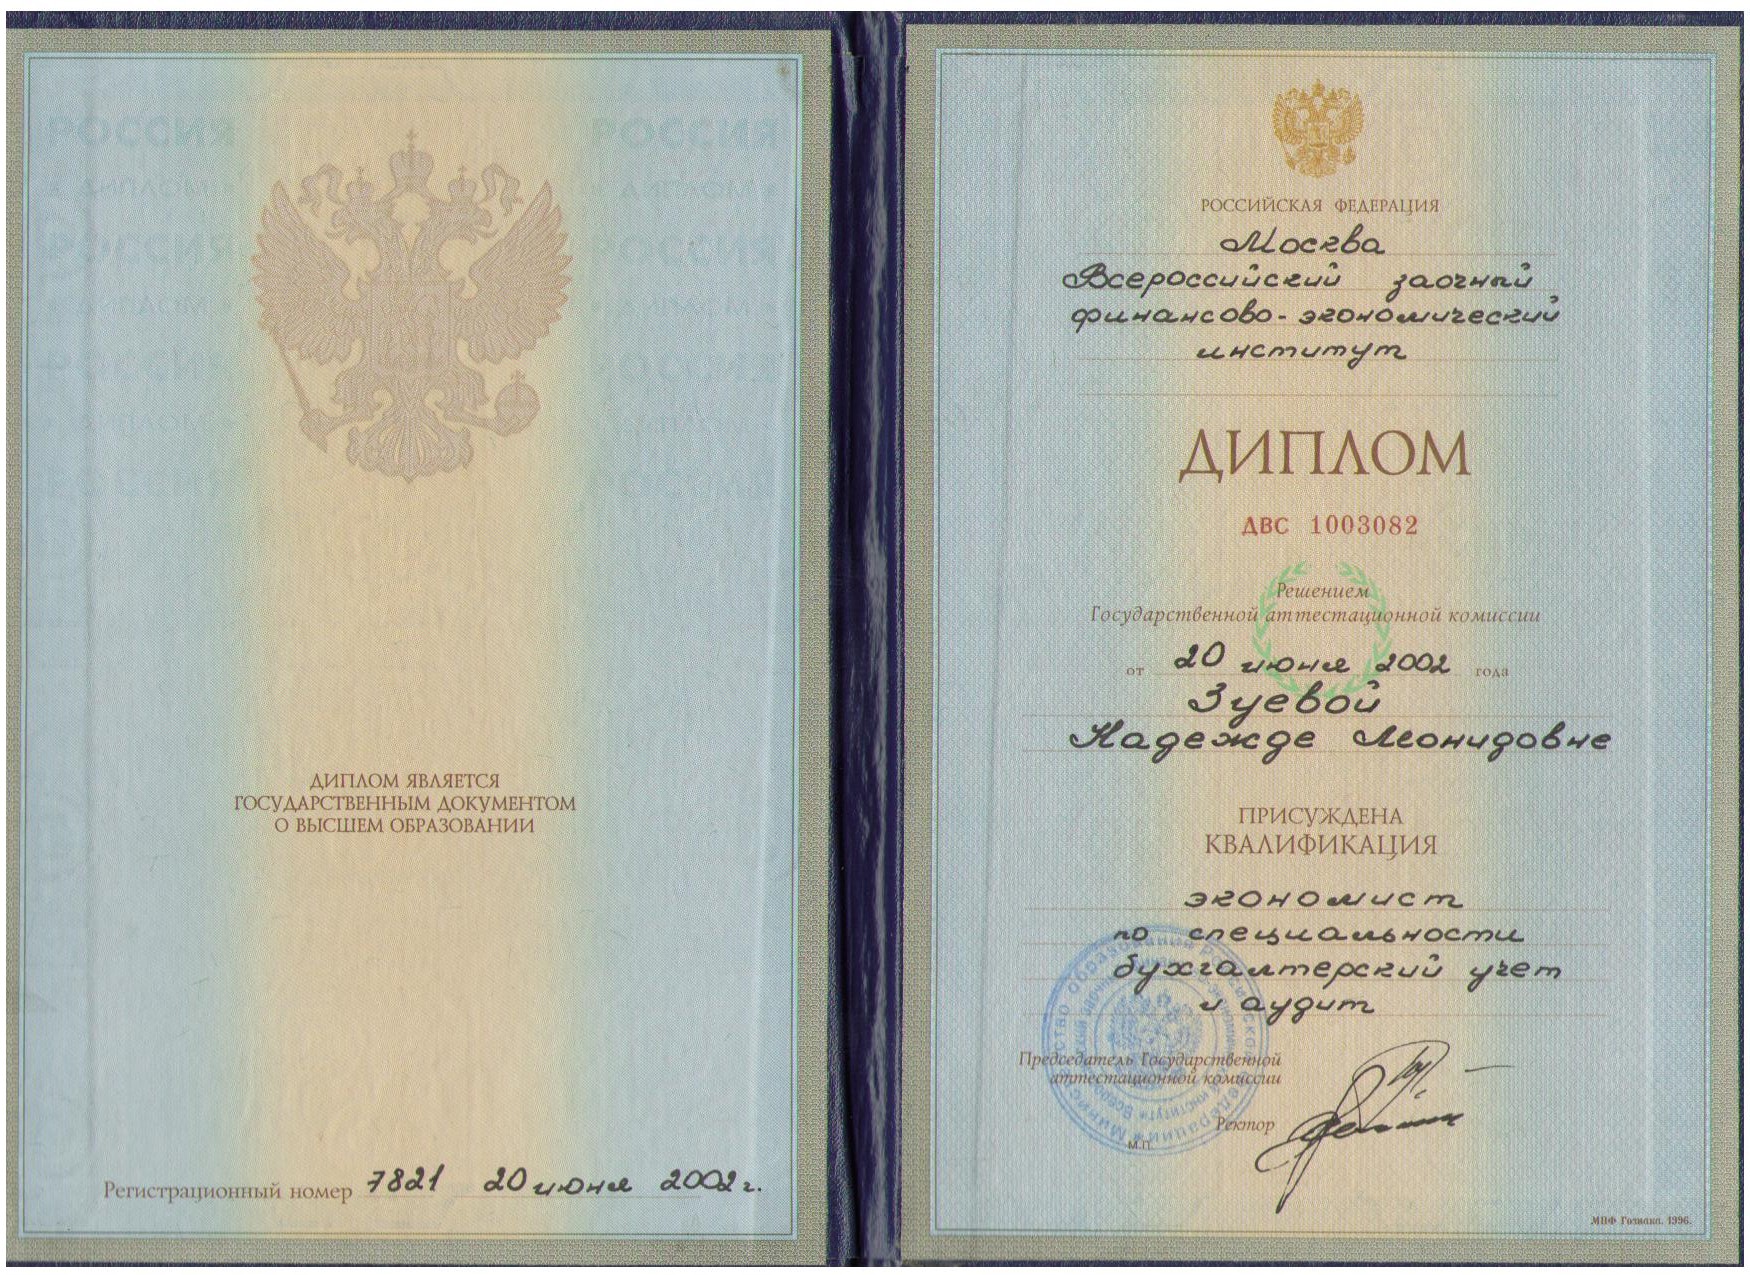 ДИПЛОМ ЯВЛЯЕТСЯ
ГОСУДАРСТВЕННЫМ ДОКУМЕНТОМ
О ВЫСШЕМ ОБРАЗОВАНИИ
Регистрационный номер 7821 20 июня 2002 г.
РОССИЙСКАЯ ФЕДЕРАЦИЯ
Москва
Всероссийский заочный
финансово-экономический
институт
ДИПЛОМ
ДВС 1003082
Решением
Государственной аттестационной комиссии
от 20 июня 2002 года
Зуевой
Надежде Леонидовне
ПРИСУЖДЕНА
КВАЛИФИКАЦИЯ
экономист
по специальности
бухгалтерский учет
и аудит
Председатель Государственной
аттестационной комиссии
Ректор
М.П.
МПФ Гознака. 1996.